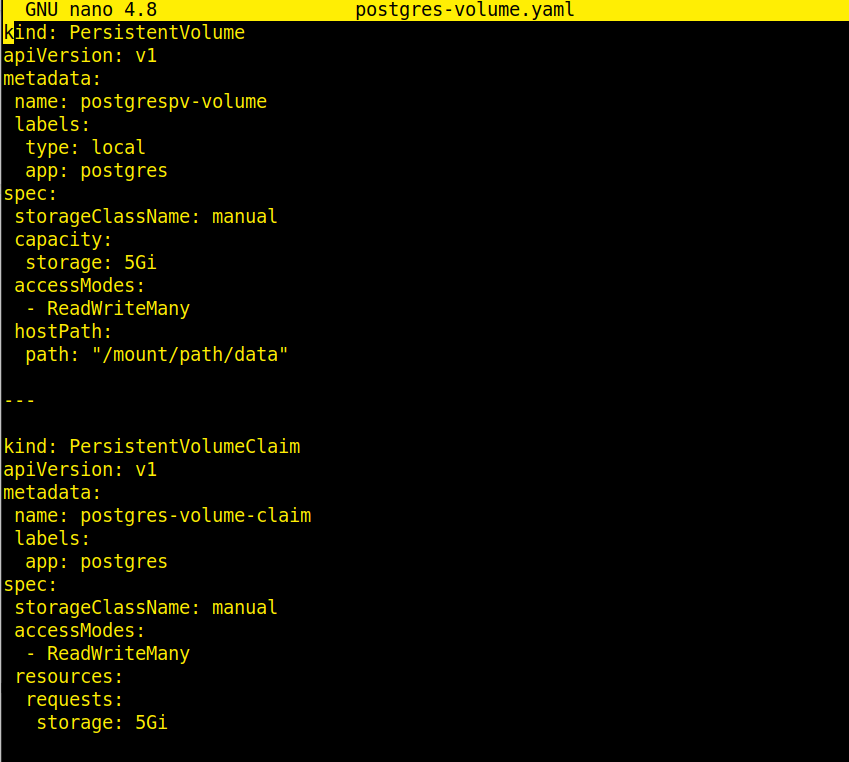 GNU nano 4.8 postgres-volume.yaml
kind: PersistentVolume
apiVersion: v1
metadata:
 name: postgrespv-volume
 labels:
  type: local
  app: postgres
spec:
 storageClassName: manual
 capacity:
  storage: 5Gi
 accessModes:
  - ReadWriteMany
 hostPath:
  path: "/mount/path/data"

---

kind: PersistentVolumeClaim
apiVersion: v1
metadata:
 name: postgres-volume-claim
 labels:
  app: postgres
spec:
 storageClassName: manual
 accessModes:
  - ReadWriteMany
 resources:
  requests:
   storage: 5Gi